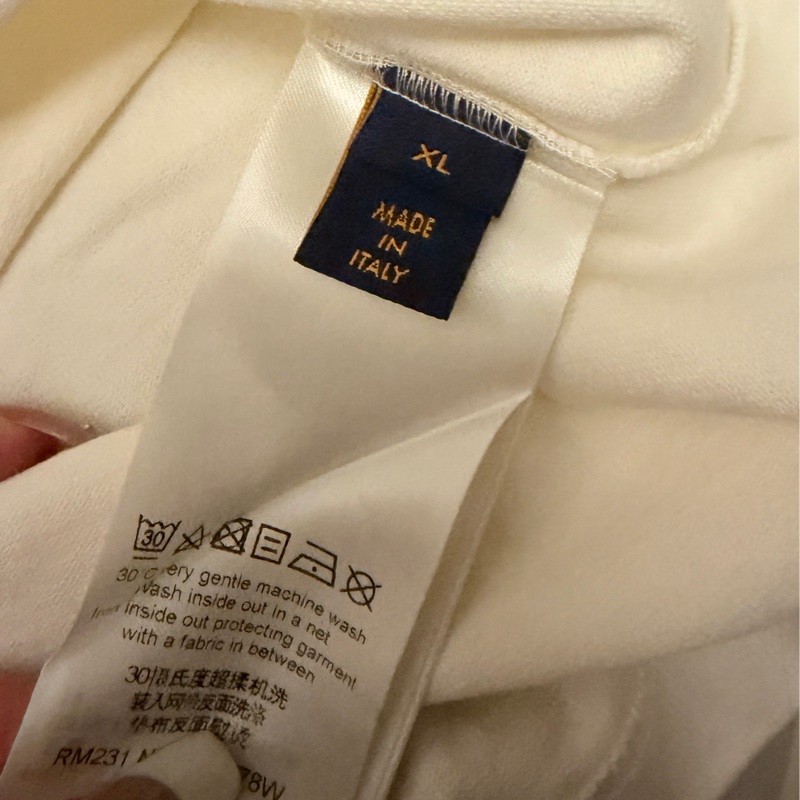 XL
MADE
IN
ITALY
30
very gentle machine wash
Wash inside out in a net
inside out protecting garment
with a fabric in between
30摄氏度超柔机洗
装入网袋反面洗涤
垫布反面熨烫
RM231
78W